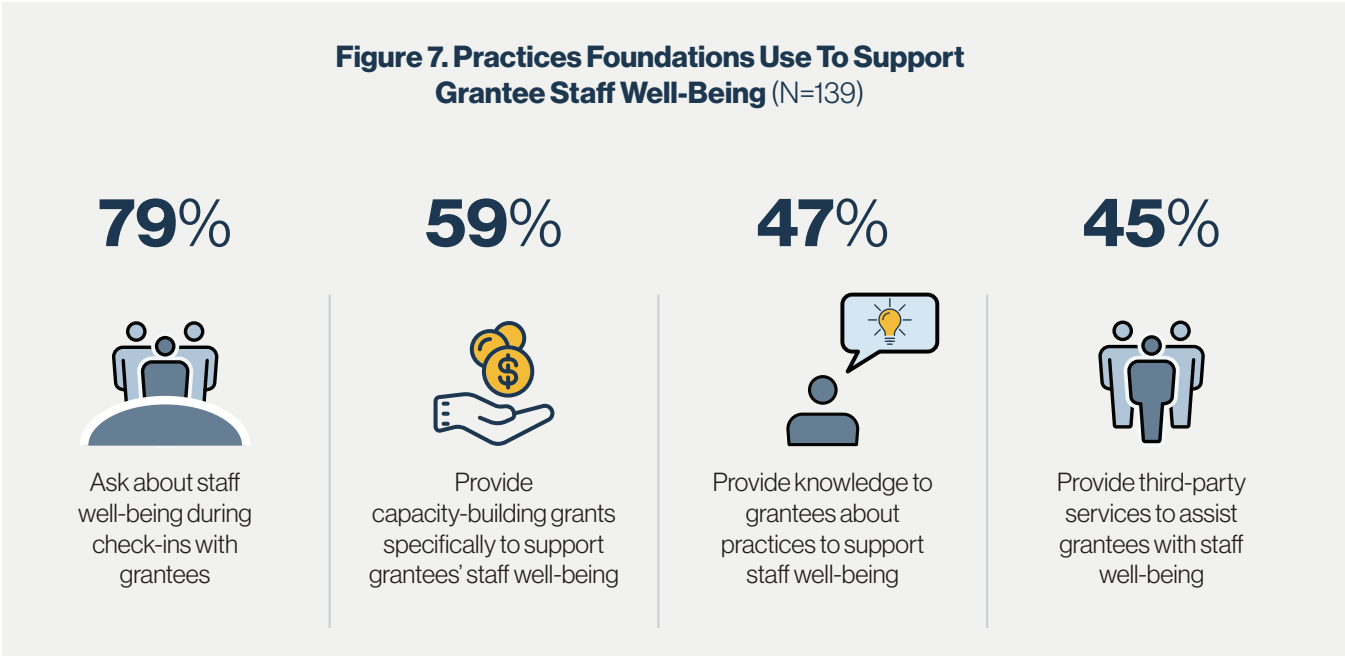 Figure 7. Practices Foundations Use To Support
Grantee Staff Well-Being (N=139)
79%
Ask about staff
well-being during
check-ins with
grantees
59%
$
Provide
capacity-building grants
specifically to support
grantees’ staff well-being
47%
Provide knowledge to
grantees about
practices to support
staff well-being
45%
Provide third-party
services to assist
grantees with staff
well-being